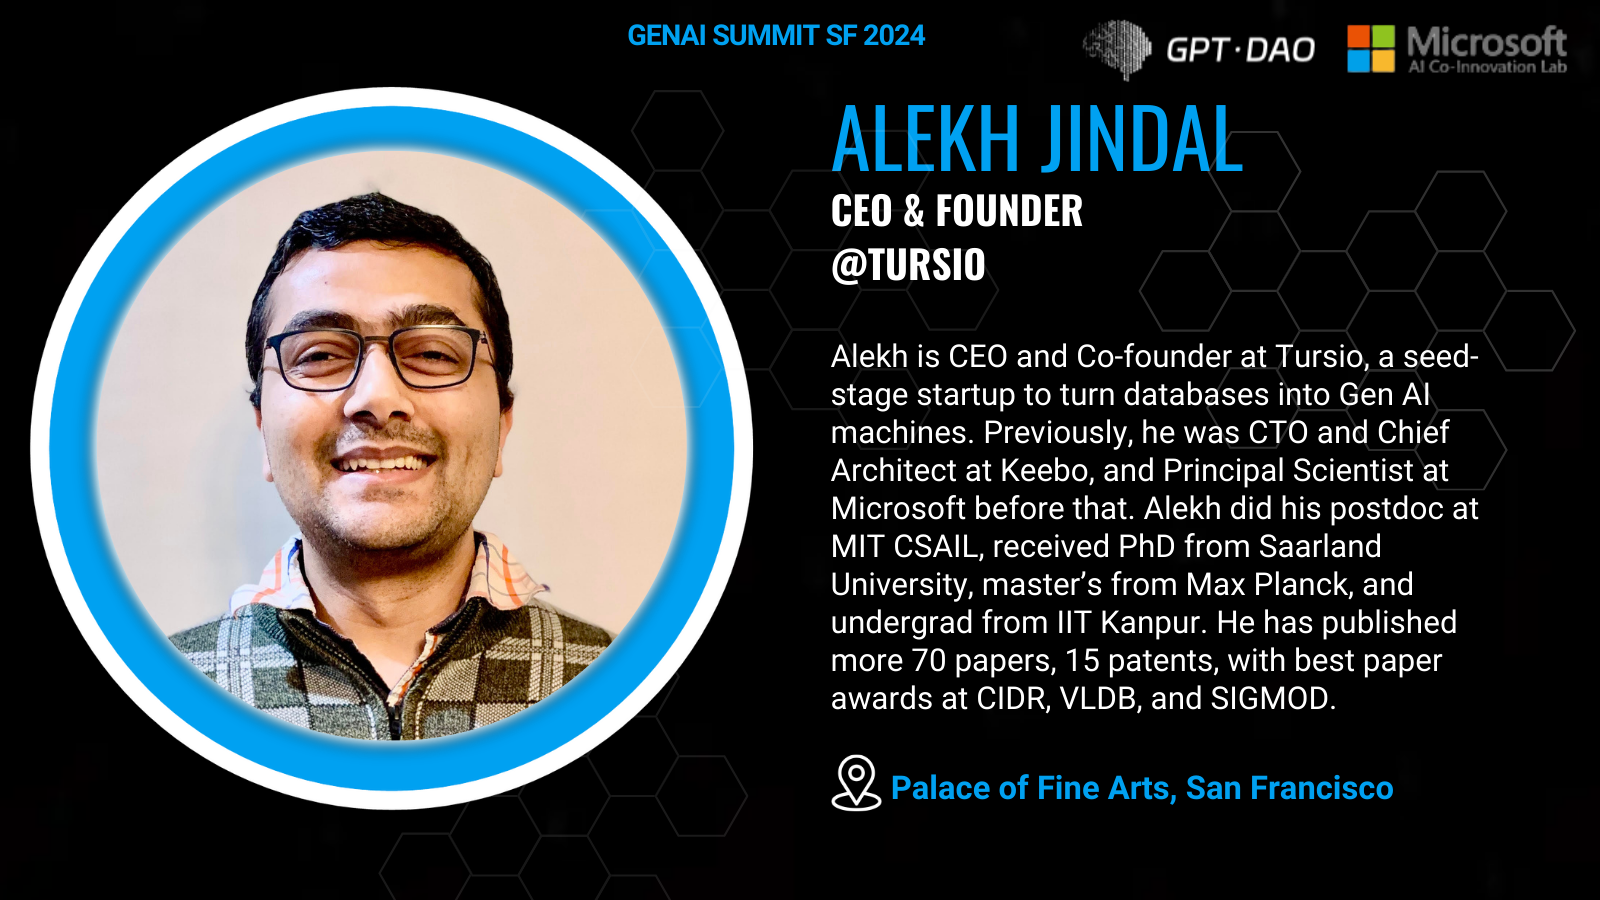 GENAI SUMMIT SF 2024
GPT·DAO
Microsoft
AI Co-Innovation Lab
ALEKH JINDAL
CEO & FOUNDER
@TURSIO
Alekh is CEO and Co-founder at Tursio, a seed-
stage startup to turn databases into Gen AI
machines. Previously, he was CTO and Chief
Architect at Keebo, and Principal Scientist at
Microsoft before that. Alekh did his postdoc at
MIT CSAIL, received PhD from Saarland
University, master’s from Max Planck, and
undergrad from IIT Kanpur. He has published
more 70 papers, 15 patents, with best paper
awards at CIDR, VLDB, and SIGMOD.
Palace of Fine Arts, San Francisco